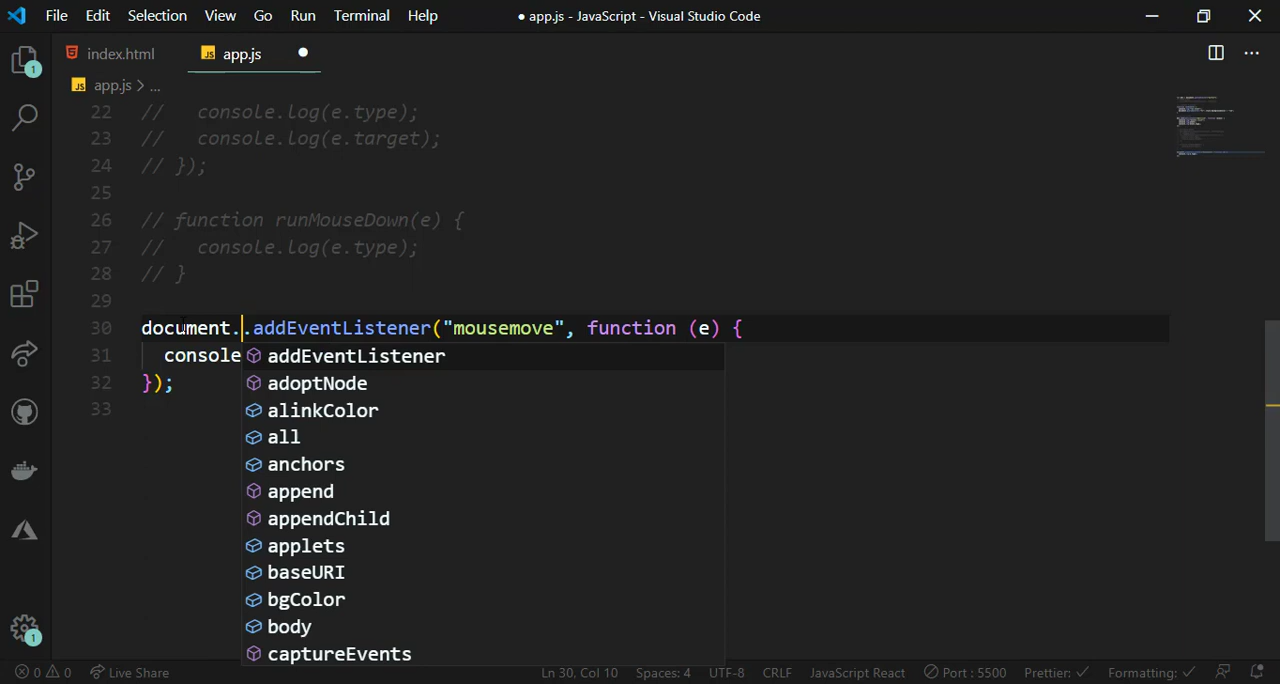 File Edit Selection View Go Run Terminal Help ● app.js - JavaScript - Visual Studio Code
index.html JS app.js
1
JS app.js > ...
22 // console.log(e.type);
23 // console.log(e.target);
24 // });
25
26 // function runMouseDown(e) {
27 // console.log(e.type);
28 // }
29
30 document..addEventListener("mousemove", function (e) {
31 console
addEventListener
32 });
adoptNode
33
alinkColor
all
anchors
append
appendChild
applets
baseURI
bgColor
body
1
captureEvents
0 0 Live Share Ln 30, Col 10 Spaces: 4 UTF-8 CRLF JavaScript React Port : 5500 Prettier: ✓ Formatting: ✓